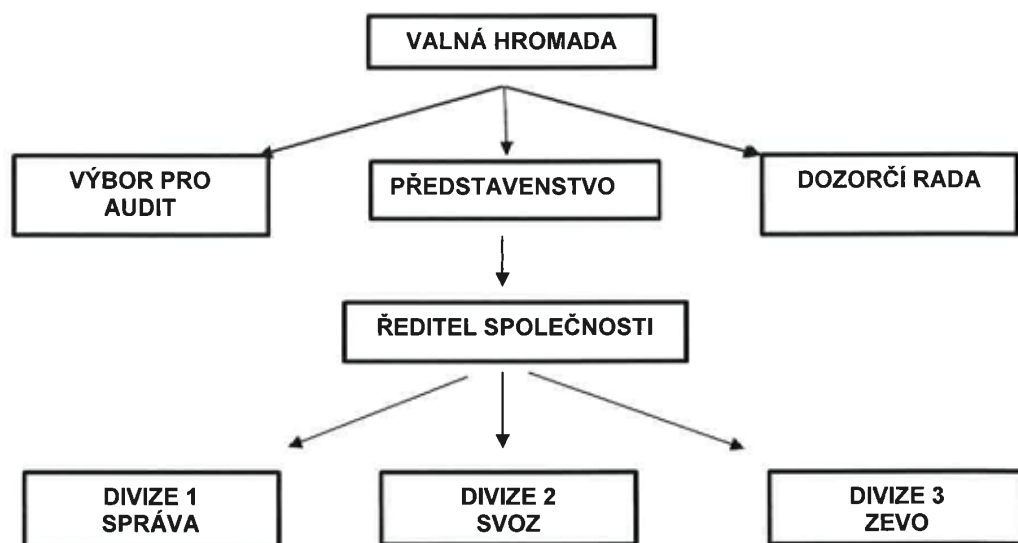 VALNÁ HROMADA
VÝBOR PRO
AUDIT
PŘEDSTAVENSTVO
DOZORČÍ RADA
ŘEDITEL SPOLEČNOSTI
DIVIZE 1
SPRÁVA
DIVIZE 2
SVOZ
DIVIZE 3
ZEVO